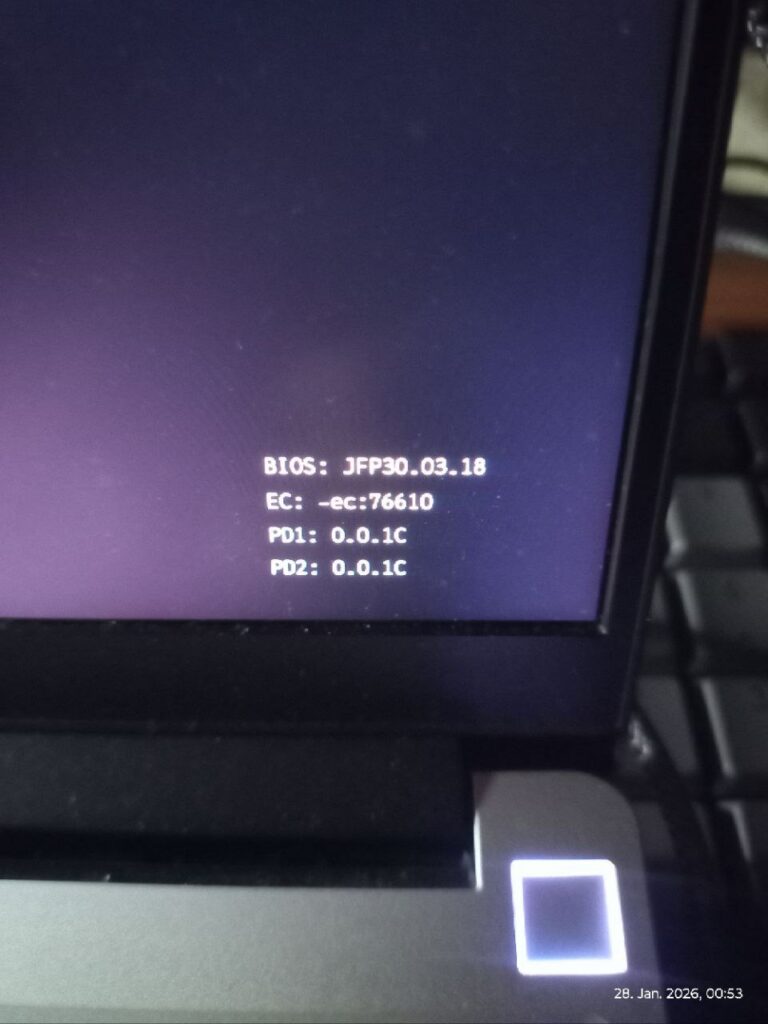 BIOS: JFP30.03.18
EC: -ec:76610
PD1: 0.0.1C
PD2: 0.0.1C
28. Jan. 2026, 00:53